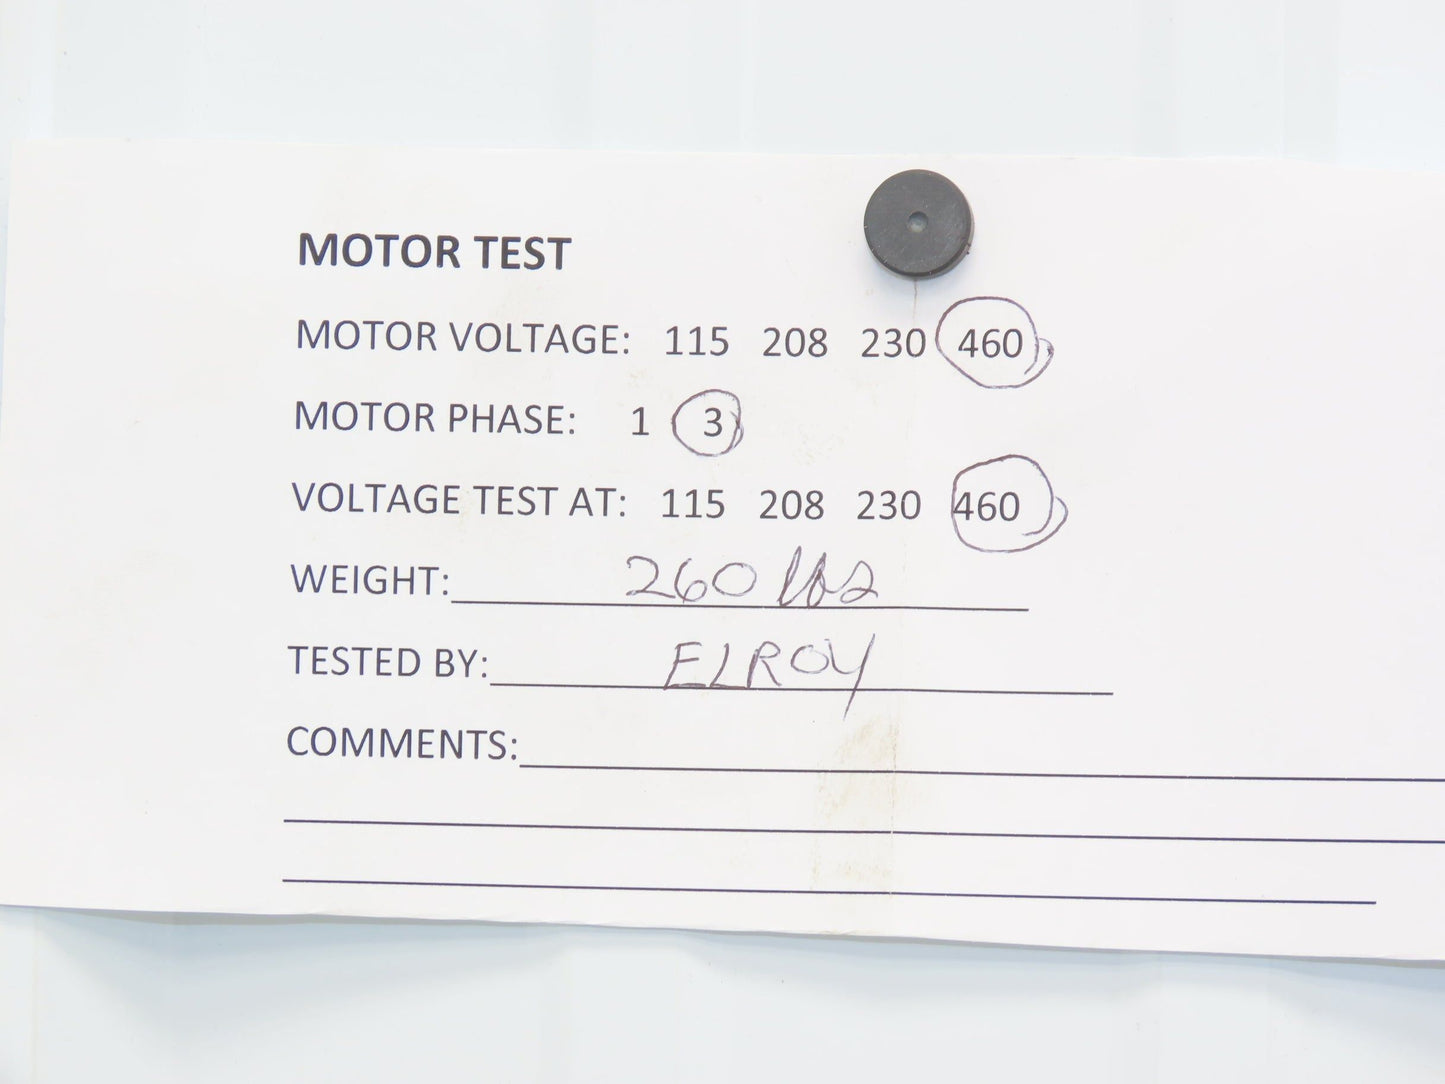 MOTOR TEST
MOTOR VOLTAGE: 115 208 230 460
MOTOR PHASE: 1 3
VOLTAGE TEST AT: 115 208 230 460
WEIGHT: 260 lbs
TESTED BY: ELROY
COMMENTS: